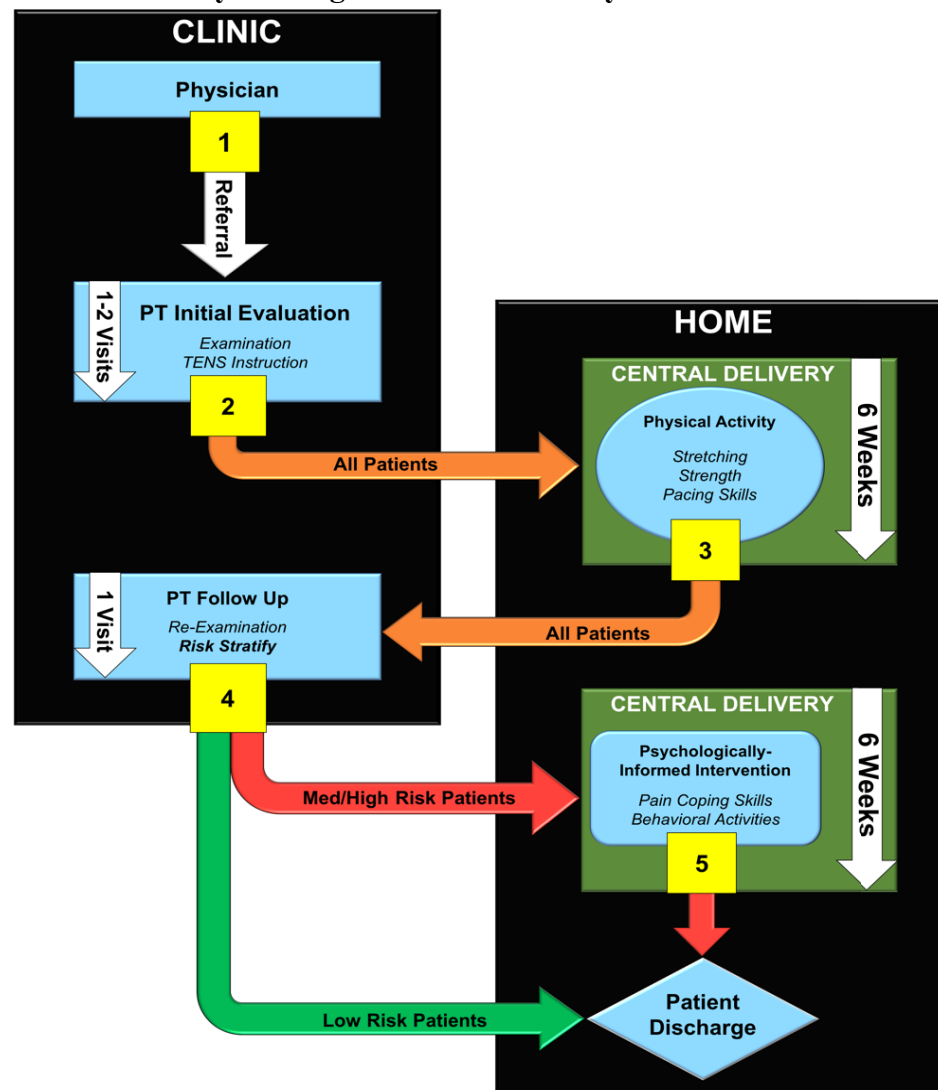 CLINIC
Physician
1
Referral
1-2 Visits
PT Initial Evaluation
Examination
TENS Instruction
2
All Patients
HOME
CENTRAL DELIVERY
Physical Activity
Stretching
Strength
Pacing Skills
6 Weeks
3
All Patients
1 Visit
PT Follow Up
Re-Examination
Risk Stratify
4
Med/High Risk Patients
CENTRAL DELIVERY
Psychologically-
Informed Intervention
Pain Coping Skills
Behavioral Activities
6 Weeks
5
Low Risk Patients
Patient
Discharge